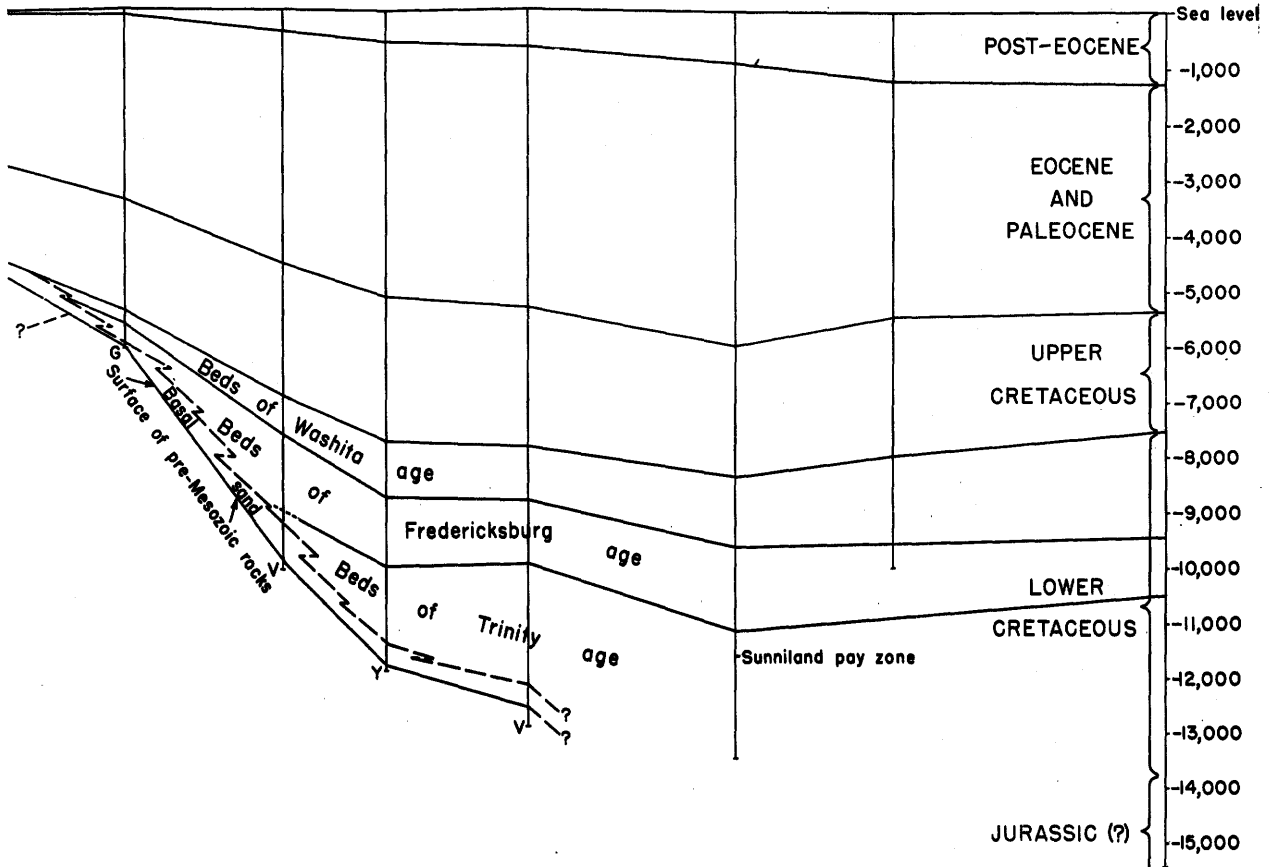 Sea level
POST-EOCENE
-1,000
-2,000
EOCENE
AND
PALEOCENE
-3,000
-4,000
-5,000
UPPER
CRETACEOUS
-6,000
-7,000
-8,000
-9,000
-10,000
LOWER
CRETACEOUS
-11,000
-12,000
-13,000
-14,000
JURASSIC (?)
-15,000
?
G
Surface of pre-Mesozoic rocks
Basal sand
Beds of Washita age
Beds of Fredericksburg age
Beds of Trinity age
Sunniland pay zone
V
Y
V
?
?